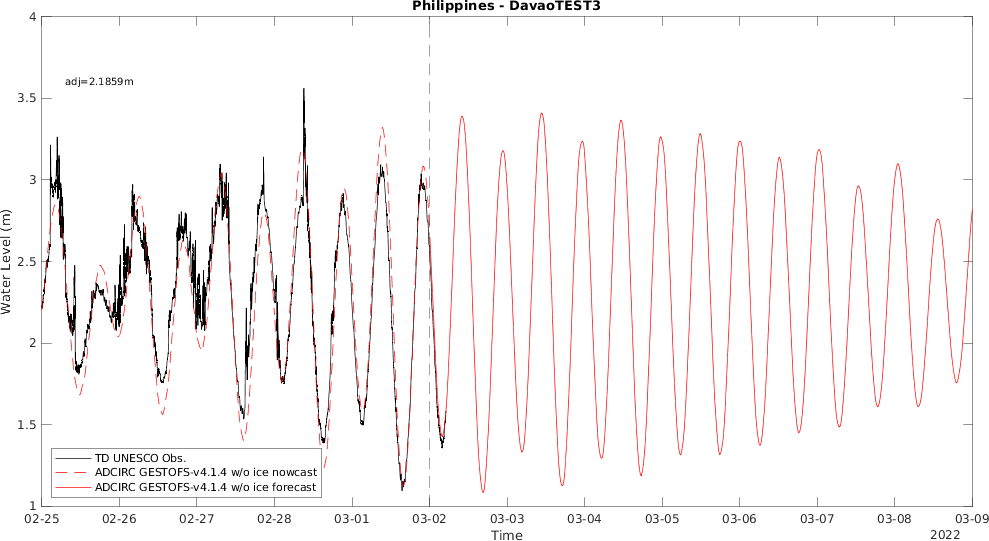 Philippines - DavaoTEST3
4
3.5
3
2.5
2
1.5
1
Water Level (m)
adj=2.1859m
TD UNESCO Obs.
ADCIRC GESTOFS-v4.1.4 w/o ice nowcast
ADCIRC GESTOFS-v4.1.4 w/o ice forecast
02-25 02-26 02-27 02-28 03-01 03-02 03-03 03-04 03-05 03-06 03-07 03-08 03-09
Time
2022